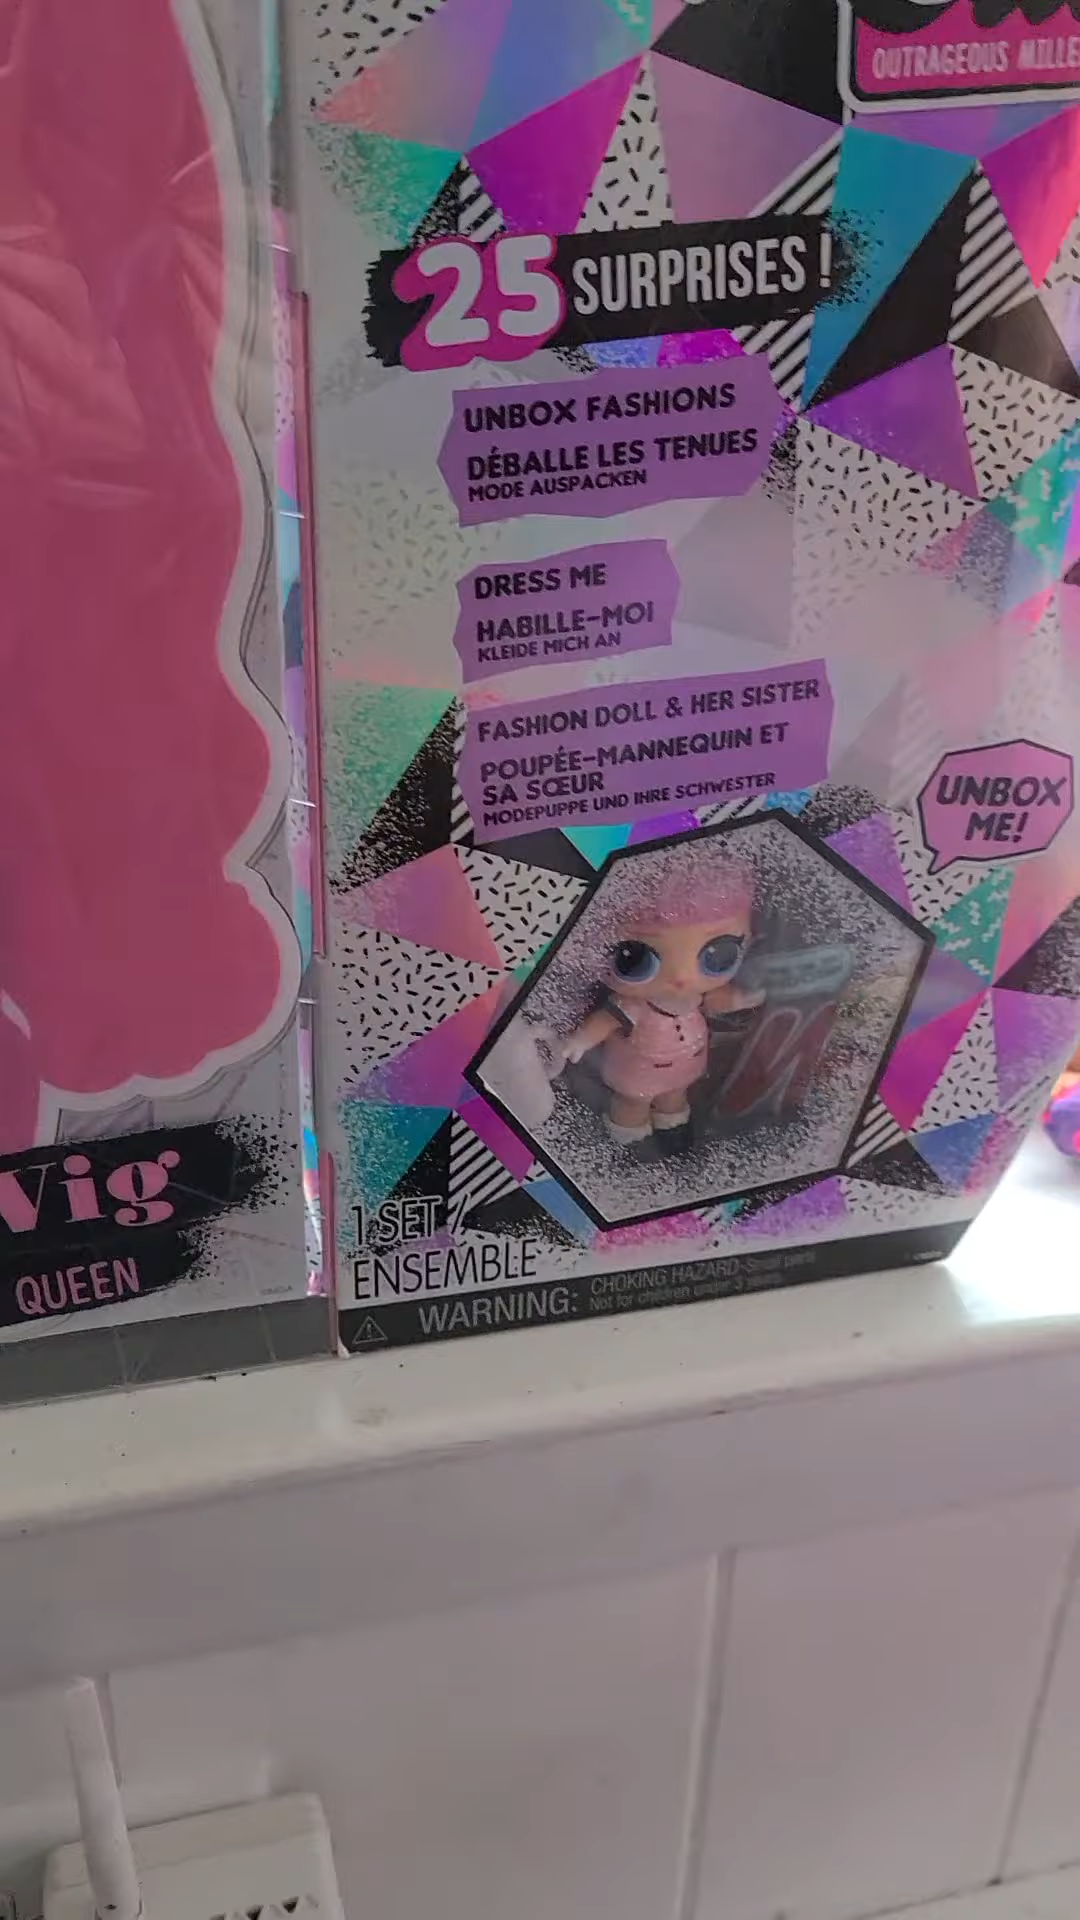 OUTRAGEOUS MILLE
25 SURPRISES !
UNBOX FASHIONS
DÉBALLE LES TENUES
MODE AUSPACKEN
DRESS ME
HABILLE-MOI
KLEIDE MICH AN
FASHION DOLL & HER SISTER
POUPÉE-MANNEQUIN ET
SA SŒUR
MODEPUPPE UND IHRE SCHWESTER
UNBOX
ME!
Vig
QUEEN
1 SET /
ENSEMBLE
WARNING:
CHOKING HAZARD-Small parts
Not for children under 3 years.